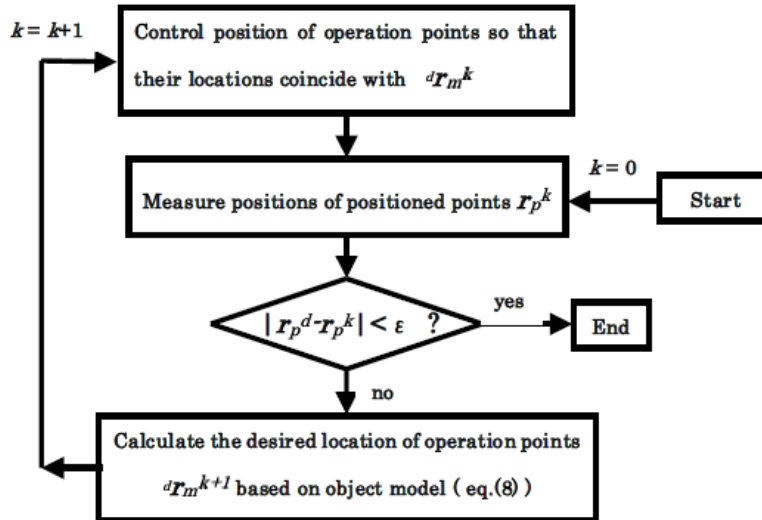 k = k+1
Control position of operation points so that
their locations coincide with ᵈrₘᵏ
k = 0
Measure positions of positioned points rₚᵏ
Start
| rₚᵈ-rₚᵏ| < ε ?
yes
End
no
Calculate the desired location of operation points
ᵈrₘᵏ⁺¹ based on object model ( eq.(8) )